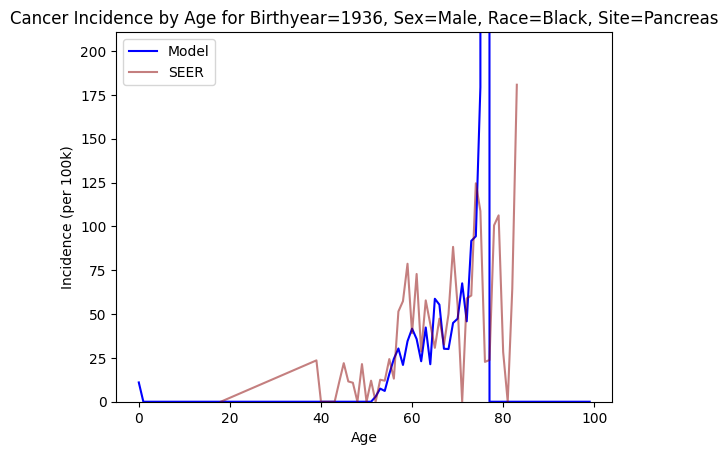 Cancer Incidence by Age for Birthyear=1936, Sex=Male, Race=Black, Site=Pancreas
Model
SEER
Incidence (per 100k)
200
175
150
125
100
75
50
25
0
0 20 40 60 80 100
Age